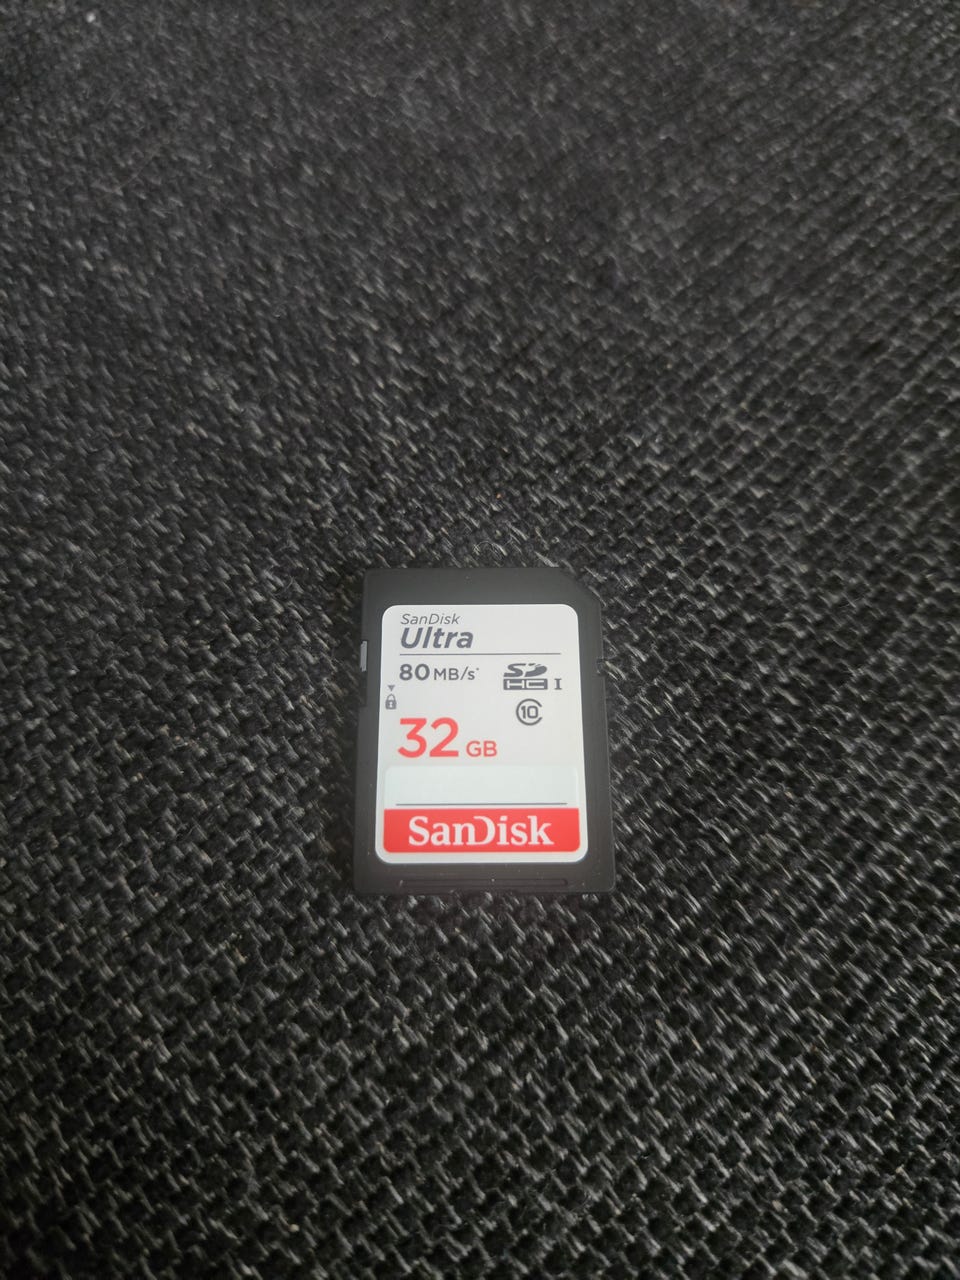 SanDisk
Ultra
80 MB/s*
SD HC I
10
32 GB
SanDisk